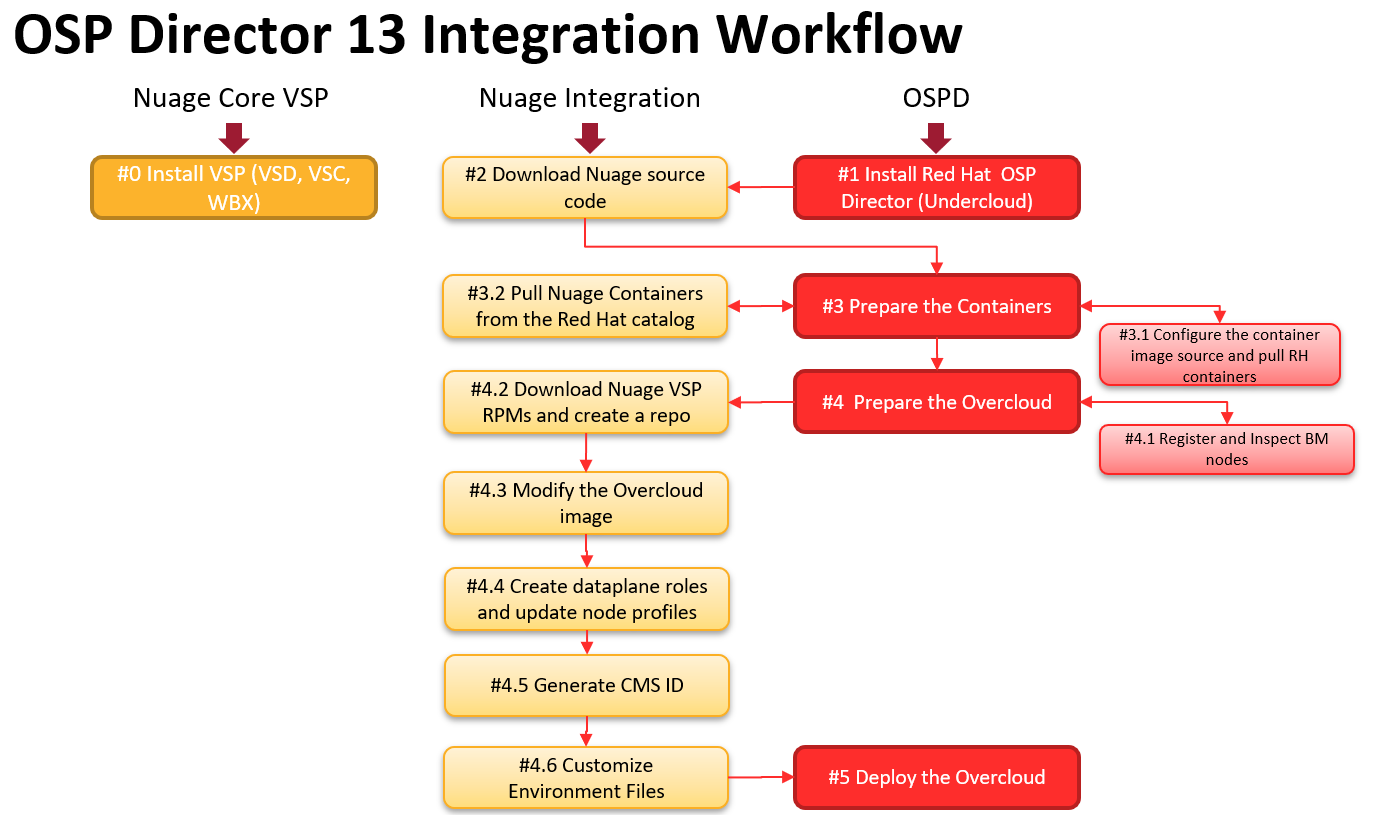 OSP Director 13 Integration Workflow
Nuage Core VSP
Nuage Integration
OSPD
#0 Install VSP (VSD, VSC,
WBX)
#2 Download Nuage source
code
#1 Install Red Hat OSP
Director (Undercloud)
#3.2 Pull Nuage Containers
from the Red Hat catalog
#3 Prepare the Containers
#3.1 Configure the container
image source and pull RH
containers
#4.2 Download Nuage VSP
RPMs and create a repo
#4 Prepare the Overcloud
#4.1 Register and Inspect BM
nodes
#4.3 Modify the Overcloud
image
#4.4 Create dataplane roles
and update node profiles
#4.5 Generate CMS ID
#4.6 Customize
Environment Files
#5 Deploy the Overcloud